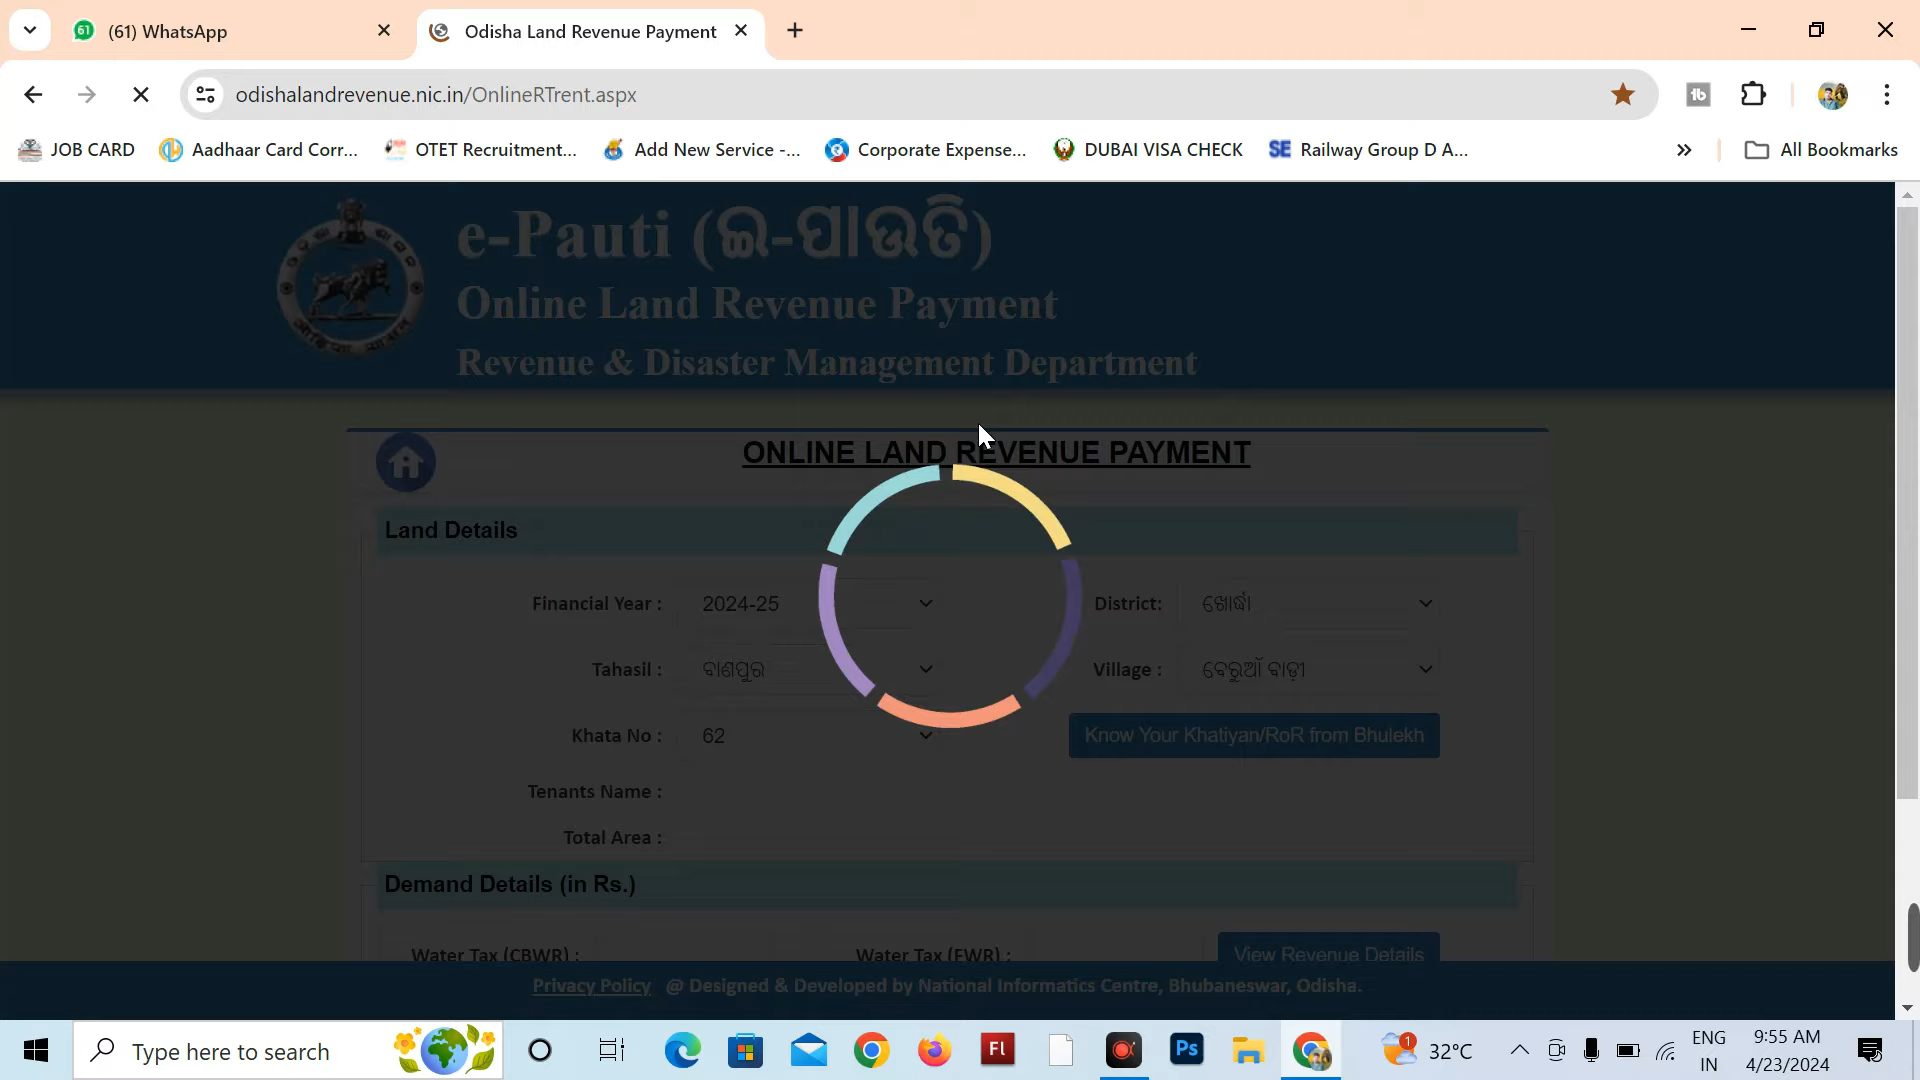 (61) WhatsApp
Odisha Land Revenue Payment
odishalandrevenue.nic.in/OnlineRTrent.aspx
JOB CARD
Aadhaar Card Corr...
OTET Recruitment...
Add New Service -...
Corporate Expense...
DUBAI VISA CHECK
SE Railway Group D A...
All Bookmarks
e-Pauti (ଇ-ପାଉତି)
Online Land Revenue Payment
Revenue & Disaster Management Department
ONLINE LAND REVENUE PAYMENT
Land Details
Financial Year : 2024-25 District: ଖୋର୍ଦ୍ଧା
Tahasil : ବାଣପୁର Village : ବେରୁଆଁ ବାଡ଼ୀ
Khata No : 62 Know Your Khatiyan/RoR from Bhulekh
Tenants Name :
Total Area :
Demand Details (in Rs.)
Water Tax (CBWR) : Water Tax (FWR) : View Revenue Details
Privacy Policy @ Designed & Developed by National Informatics Centre, Bhubaneswar, Odisha.
Type here to search
Fl
Ps
1
32°C
ENG
IN
9:55 AM
4/23/2024